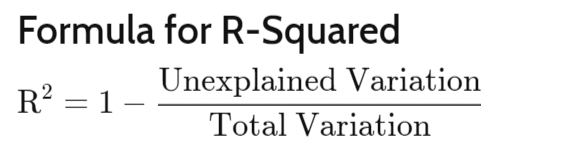 Formula for R-Squared
R² = 1 − Unexplained Variation
Total Variation